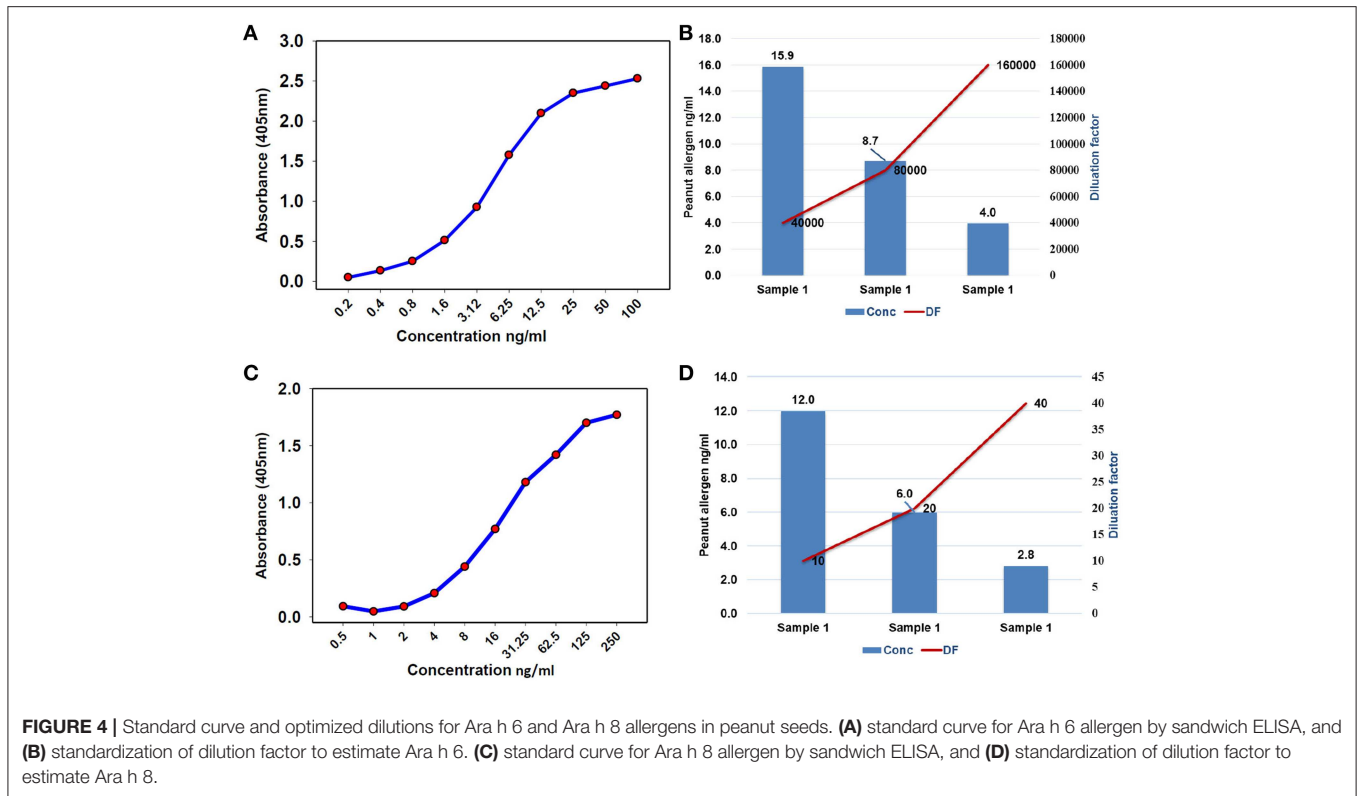 A
3.0
2.5
2.0
1.5
1.0
0.5
0.0
Absorbance (405nm)
0.2 0.4 0.8 1.6 3.12 6.25 12.5 25 50 100
Concentration ng/ml
B
18.0
16.0
14.0
12.0
10.0
8.0
6.0
4.0
2.0
0.0
Peanut allergen ng/ml
15.9
8.7
4.0
40000
80000
160000
180000
160000
140000
120000
100000
80000
60000
40000
20000
0
Diluation factor
Sample 1 Sample 1 Sample 1
Conc DF
C
2.0
1.5
1.0
0.5
0.0
Absorbance (405nm)
0.5 1 2 4 8 16 31.25 62.5 125 250
Concentration ng/ml
D
14.0
12.0
10.0
8.0
6.0
4.0
2.0
0.0
Peanut allergen ng/ml
12.0
6.0
2.8
10
20
40
45
40
35
30
25
20
15
10
5
0
Diluation factor
Sample 1 Sample 1 Sample 1
Conc DF
FIGURE 4 | Standard curve and optimized dilutions for Ara h 6 and Ara h 8 allergens in peanut seeds. (A) standard curve for Ara h 6 allergen by sandwich ELISA, and
(B) standardization of dilution factor to estimate Ara h 6. (C) standard curve for Ara h 8 allergen by sandwich ELISA, and (D) standardization of dilution factor to
estimate Ara h 8.